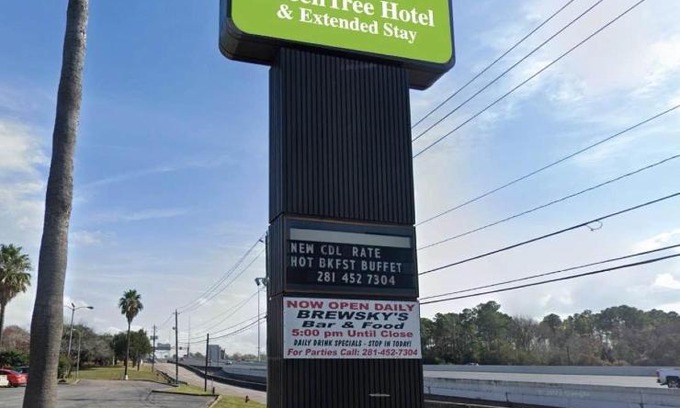 Tree Hotel
& Extended Stay
NEW CDL RATE
HOT BKFST BUFFET
281 452 7304
NOW OPEN DAILY
BREWSKY'S
Bar & Food
5:00 pm Until Close
DAILY DRINK SPECIALS - STOP IN TODAY!
For Parties Call: 281-452-7304